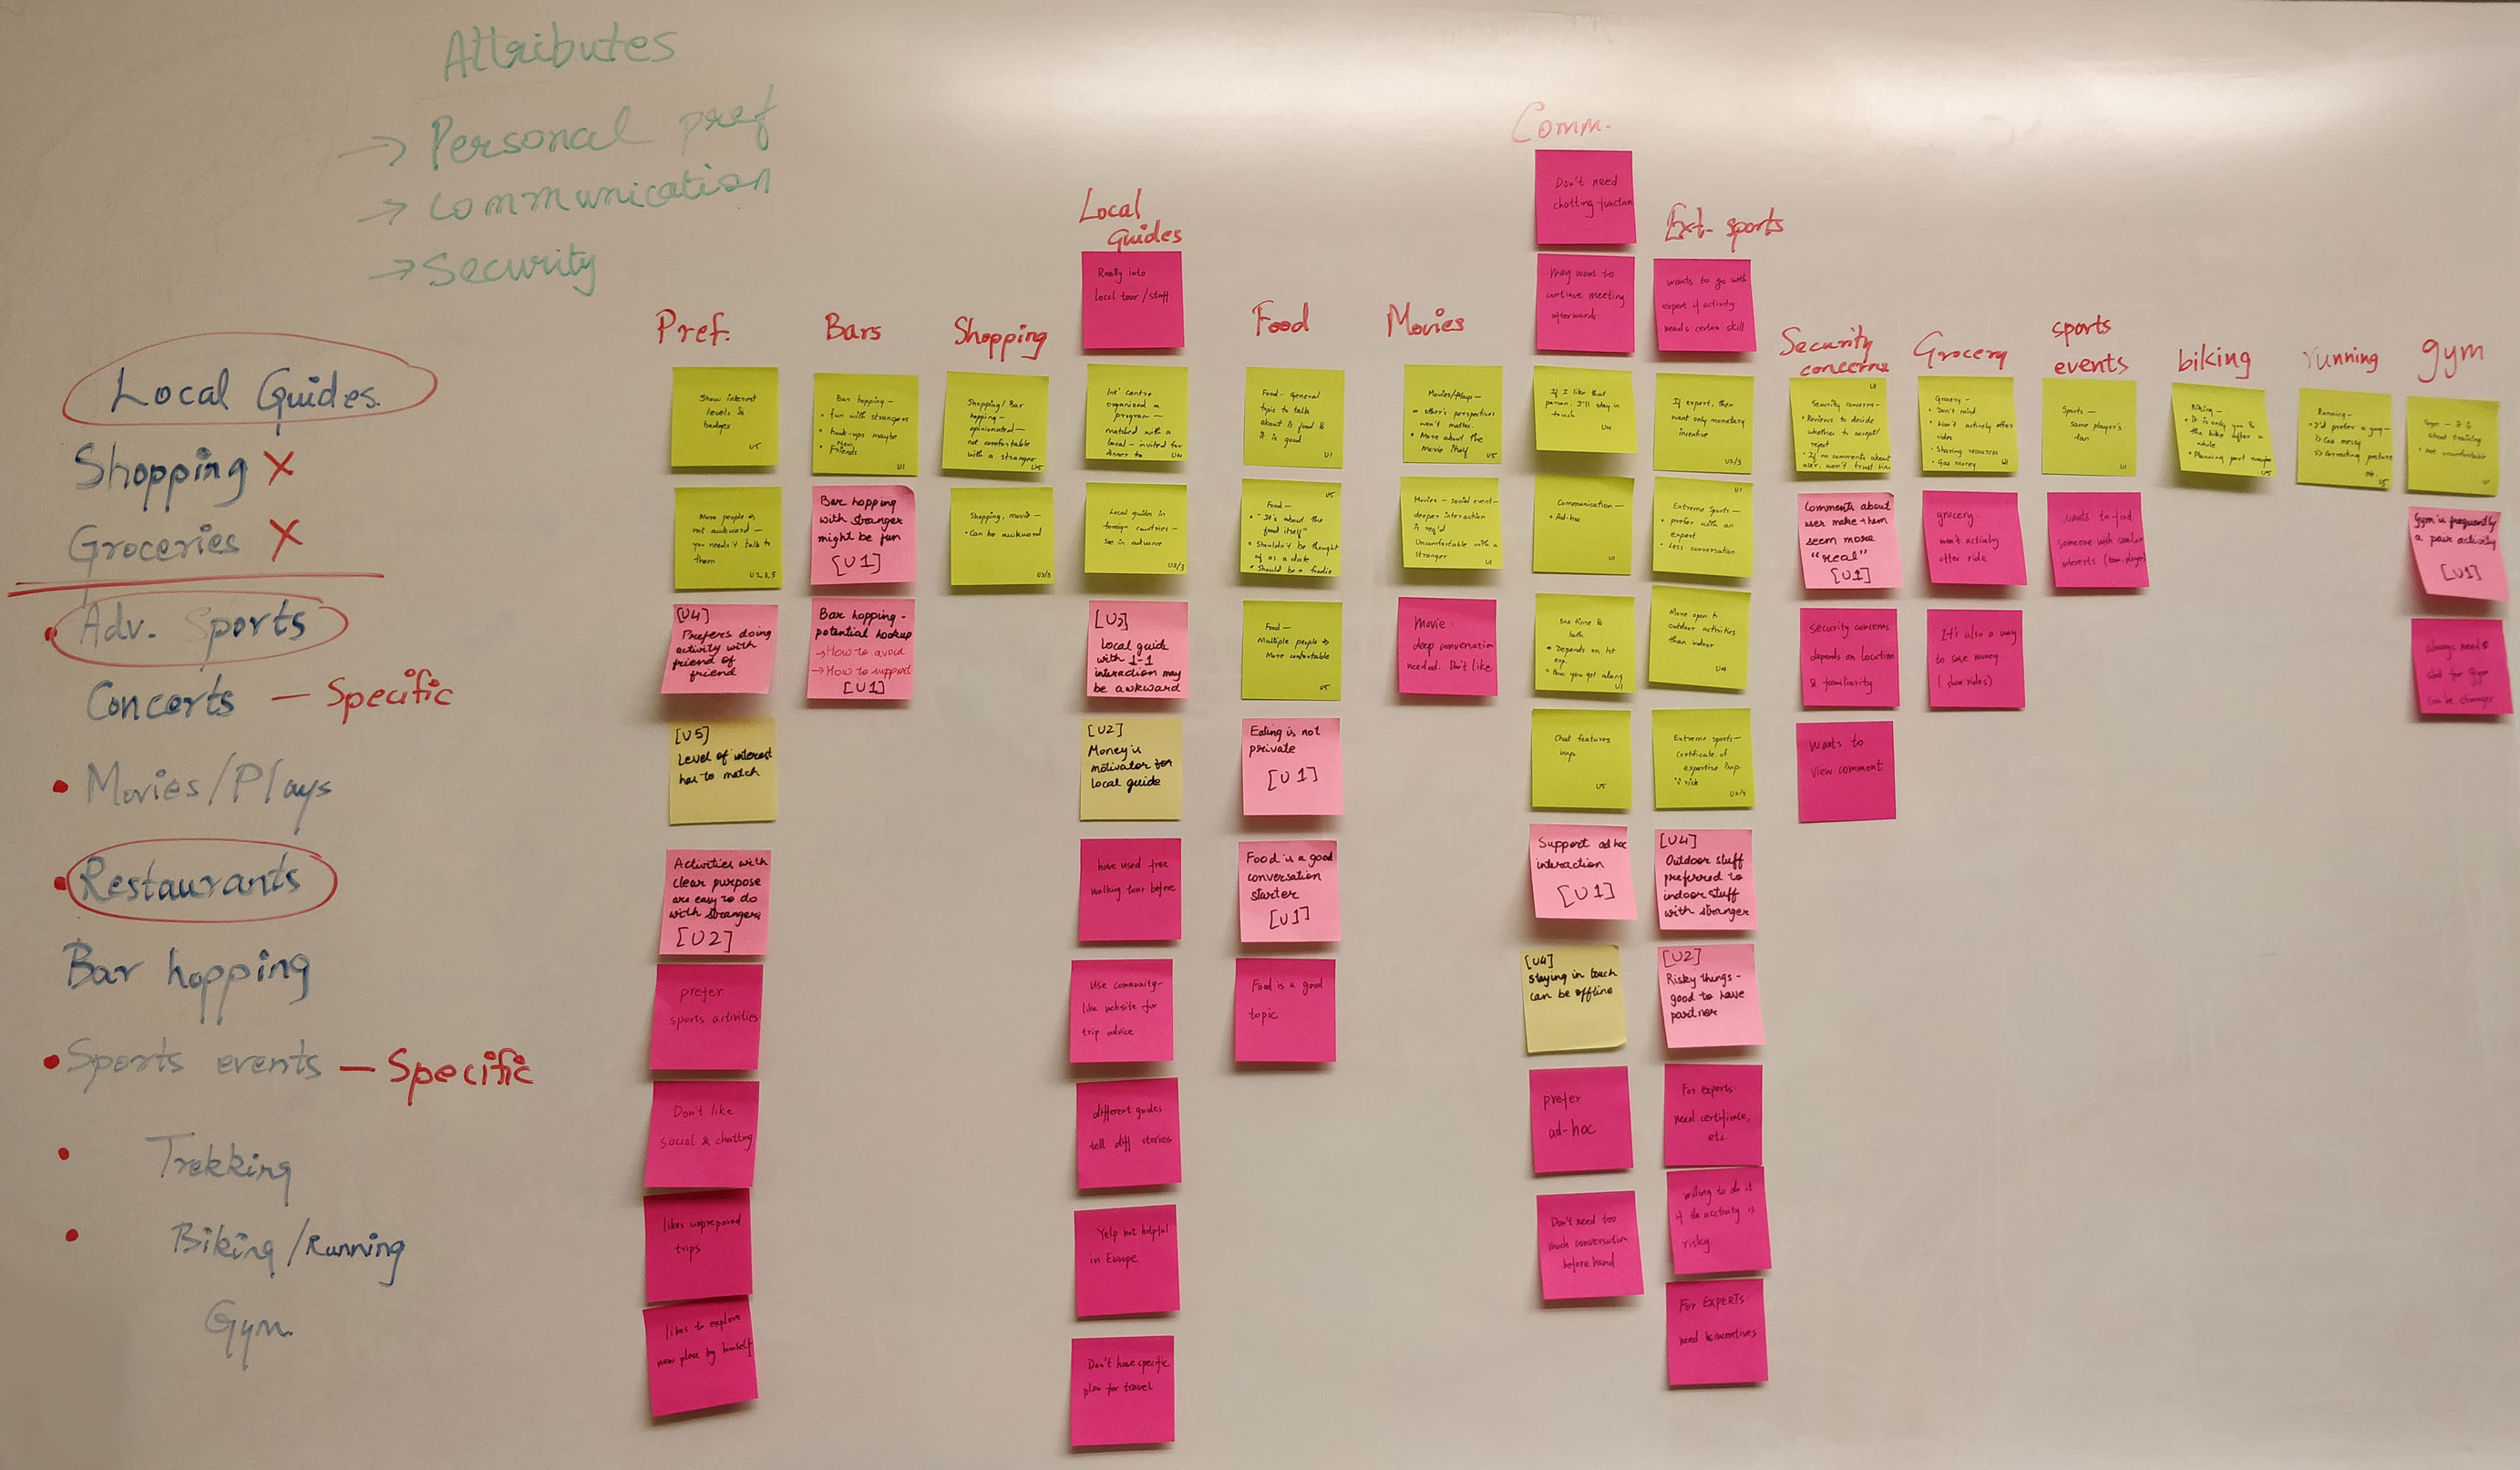 Attributes
→ Personal pref
→ Communication
→ Security
Local Guides
Shopping X
Groceries X
Adv. Sports
Concerts — Specific
Movies/Plays
Restaurants
Bar hopping
Sports events — Specific
Trekking
Biking/Running
Gym
Pref.
Show interest
levels &
badges
U5
More people →
not awkward —
you needn't talk to
them
U2,3,5
[U4]
Prefers doing
activity with
friend of
friend
[U5]
Level of interest
has to match
Activities with
clear purpose
are easy to do
with strangers
[U2]
prefer
sports activities
Don't like
social & chatting
likes unprepared
trips
likes to explore
new place by himself
Bars
Bar hopping —
• fun with strangers
• hook-ups maybe
• New Friends
U1
Bar hopping
with stranger
might be fun
[U1]
Bar hopping -
potential hookup
→ How to avoid
→ How to support
[U1]
Shopping
Shopping/Bar
hopping —
opinionated —
not comfortable
with a stranger
U5
Shopping, movie —
• Can be awkward
U2/3
Local
guides
Really into
local tour/stuff
Int' centre
organised a
program —
matched with a
local — invited for
dinner to
U4
Local guides in
foreign countries —
see in advance
U2/3
[U3]
Local guide
with 1-1
interaction may
be awkward
[U2]
Money is
motivator for
local guide
have used free
walking tour before
Use community-
like website for
trip advice
different guides
tell diff stories
Yelp not helpful
in Europe
Don't have specific
plan for travel
Food
Food - general
topic to talk
about is food &
it is good
U1
U5
Food —
• "It's about the
food itself"
• Shouldn't be thought
of as a date
• Should be a foodie
Food —
Multiple people →
More comfortable
U5
Eating is not
private
[U1]
Food is a good
conversation
starter
[U1]
Food is a good
topic
Movies
Movies/Plays —
• other's perspectives
won't matter
• More about the
movie itself
U5
Movies — social event —
deeper interaction
is req'd
Uncomfortable with a
stranger
U1
Movie:
deep conversation
needed. Don't like
Comm.
Don't need
chatting function
May want to
continue meeting
afterwards
If I like that
person, I'll stay in
touch
U4
Communication —
• Ad-hoc
U1
One time &
both
• Depends on 1st
exp.
• How you get along
U1
Chat features
imp
U5
Support ad hoc
interaction
[U1]
[U4]
Staying in touch
can be offline
prefer
ad-hoc
Don't need too
much conversation
before hand
Ext. sports
wants to go with
expert if activity
needs certain skill
If expert, then
want only monetary
incentive
U2/3
U1
Extreme Sports —
• prefer with an
expert
• Less conversation
More open to
outdoor activities
than indoor
U4
Extreme sports —
certificate of
expertise imp
∵ risk
U2/3
[U4]
Outdoor stuff
preferred to
indoor stuff
with stranger
[U2]
Risky things -
good to have
partner
For experts
need certificate,
etc.
willing to do it
if the activity is
risky
For EXPERTs:
need $ incentives
Security
concerns
U1
Security concerns —
• Reviews to decide
whether to accept/
reject
• If no comments about
user, won't trust him
Comments about
user make them
seem more
"real"
[U1]
Security concerns
depends on location
& familiarity
Wants to
view comment
Grocery
Grocery -
• Don't mind
• Won't actively offer
rides
• Sharing resources
• Gas money
U1
grocery:
won't actively
offer ride
It's also a way
to save money
(share rides)
sports
events
Sports —
same player's
fan
U1
wants to find
someone with similar
interests (team, player)
biking
Biking —
• It is only you &
the bike after a
while
• Planning part maybe
U5
running
Running —
• I'd prefer a gang —
→ Can messy
→ Correcting posture
etc.
U5
gym
Gym — it is
about training
• Not uncomfortable
Gym is frequently
a pair activity
[U1]